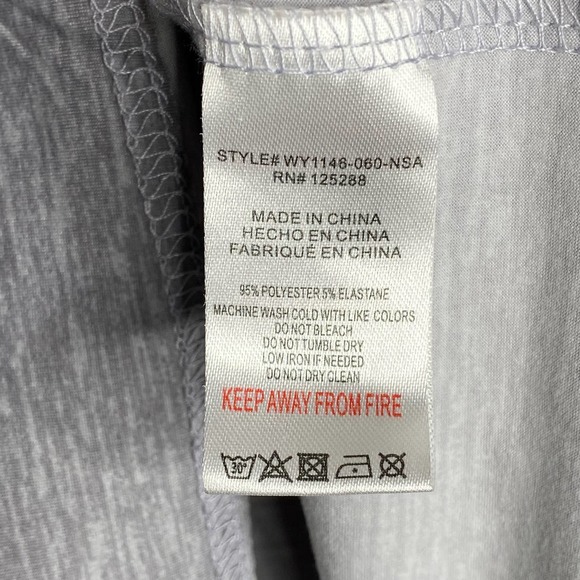 STYLE# WY1146-060-NSA
RN# 125288
MADE IN CHINA
HECHO EN CHINA
FABRIQUÉ EN CHINA
95% POLYESTER 5% ELASTANE
MACHINE WASH COLD WITH LIKE COLORS
DO NOT BLEACH
DO NOT TUMBLE DRY
LOW IRON IF NEEDED
DO NOT DRY CLEAN
KEEP AWAY FROM FIRE
30°